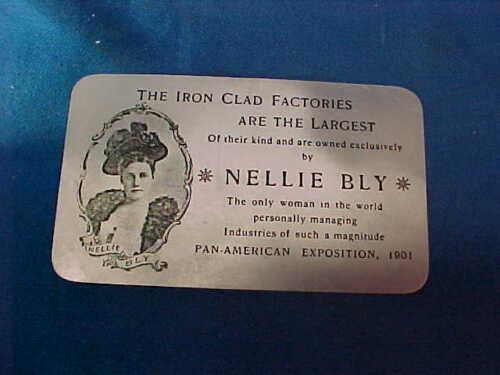 THE IRON CLAD FACTORIES
ARE THE LARGEST
Of their kind and are owned exclusively
by
NELLIE BLY
The only woman in the world
personally managing
Industries of such a magnitude
PAN-AMERICAN EXPOSITION, 1901
NELLIE
BLY